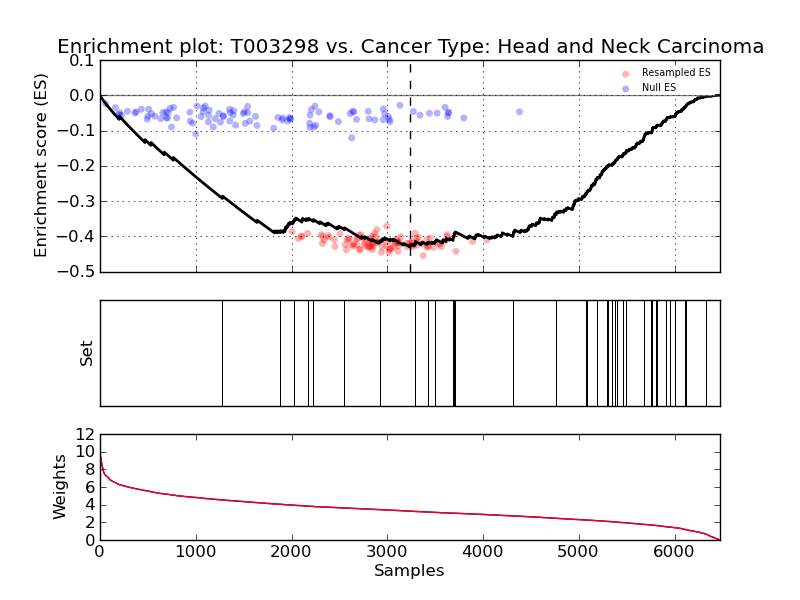 Enrichment plot: T003298 vs. Cancer Type: Head and Neck Carcinoma
Enrichment score (ES)
0.1
0.0
−0.1
−0.2
−0.3
−0.4
−0.5
Resampled ES
Null ES
Set
Weights
12
10
8
6
4
2
0
0 1000 2000 3000 4000 5000 6000
Samples